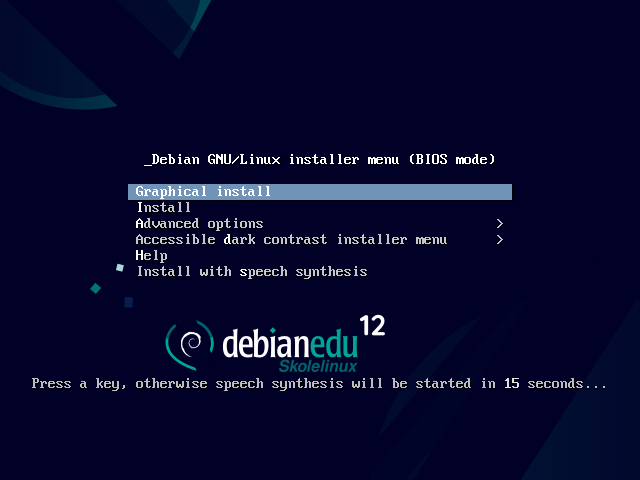 _Debian GNU/Linux installer menu (BIOS mode)
Graphical install
Install
Advanced options >
Accessible dark contrast installer menu >
Help
Install with speech synthesis
debianedu 12
Skolelinux
Press a key, otherwise speech synthesis will be started in 15 seconds...